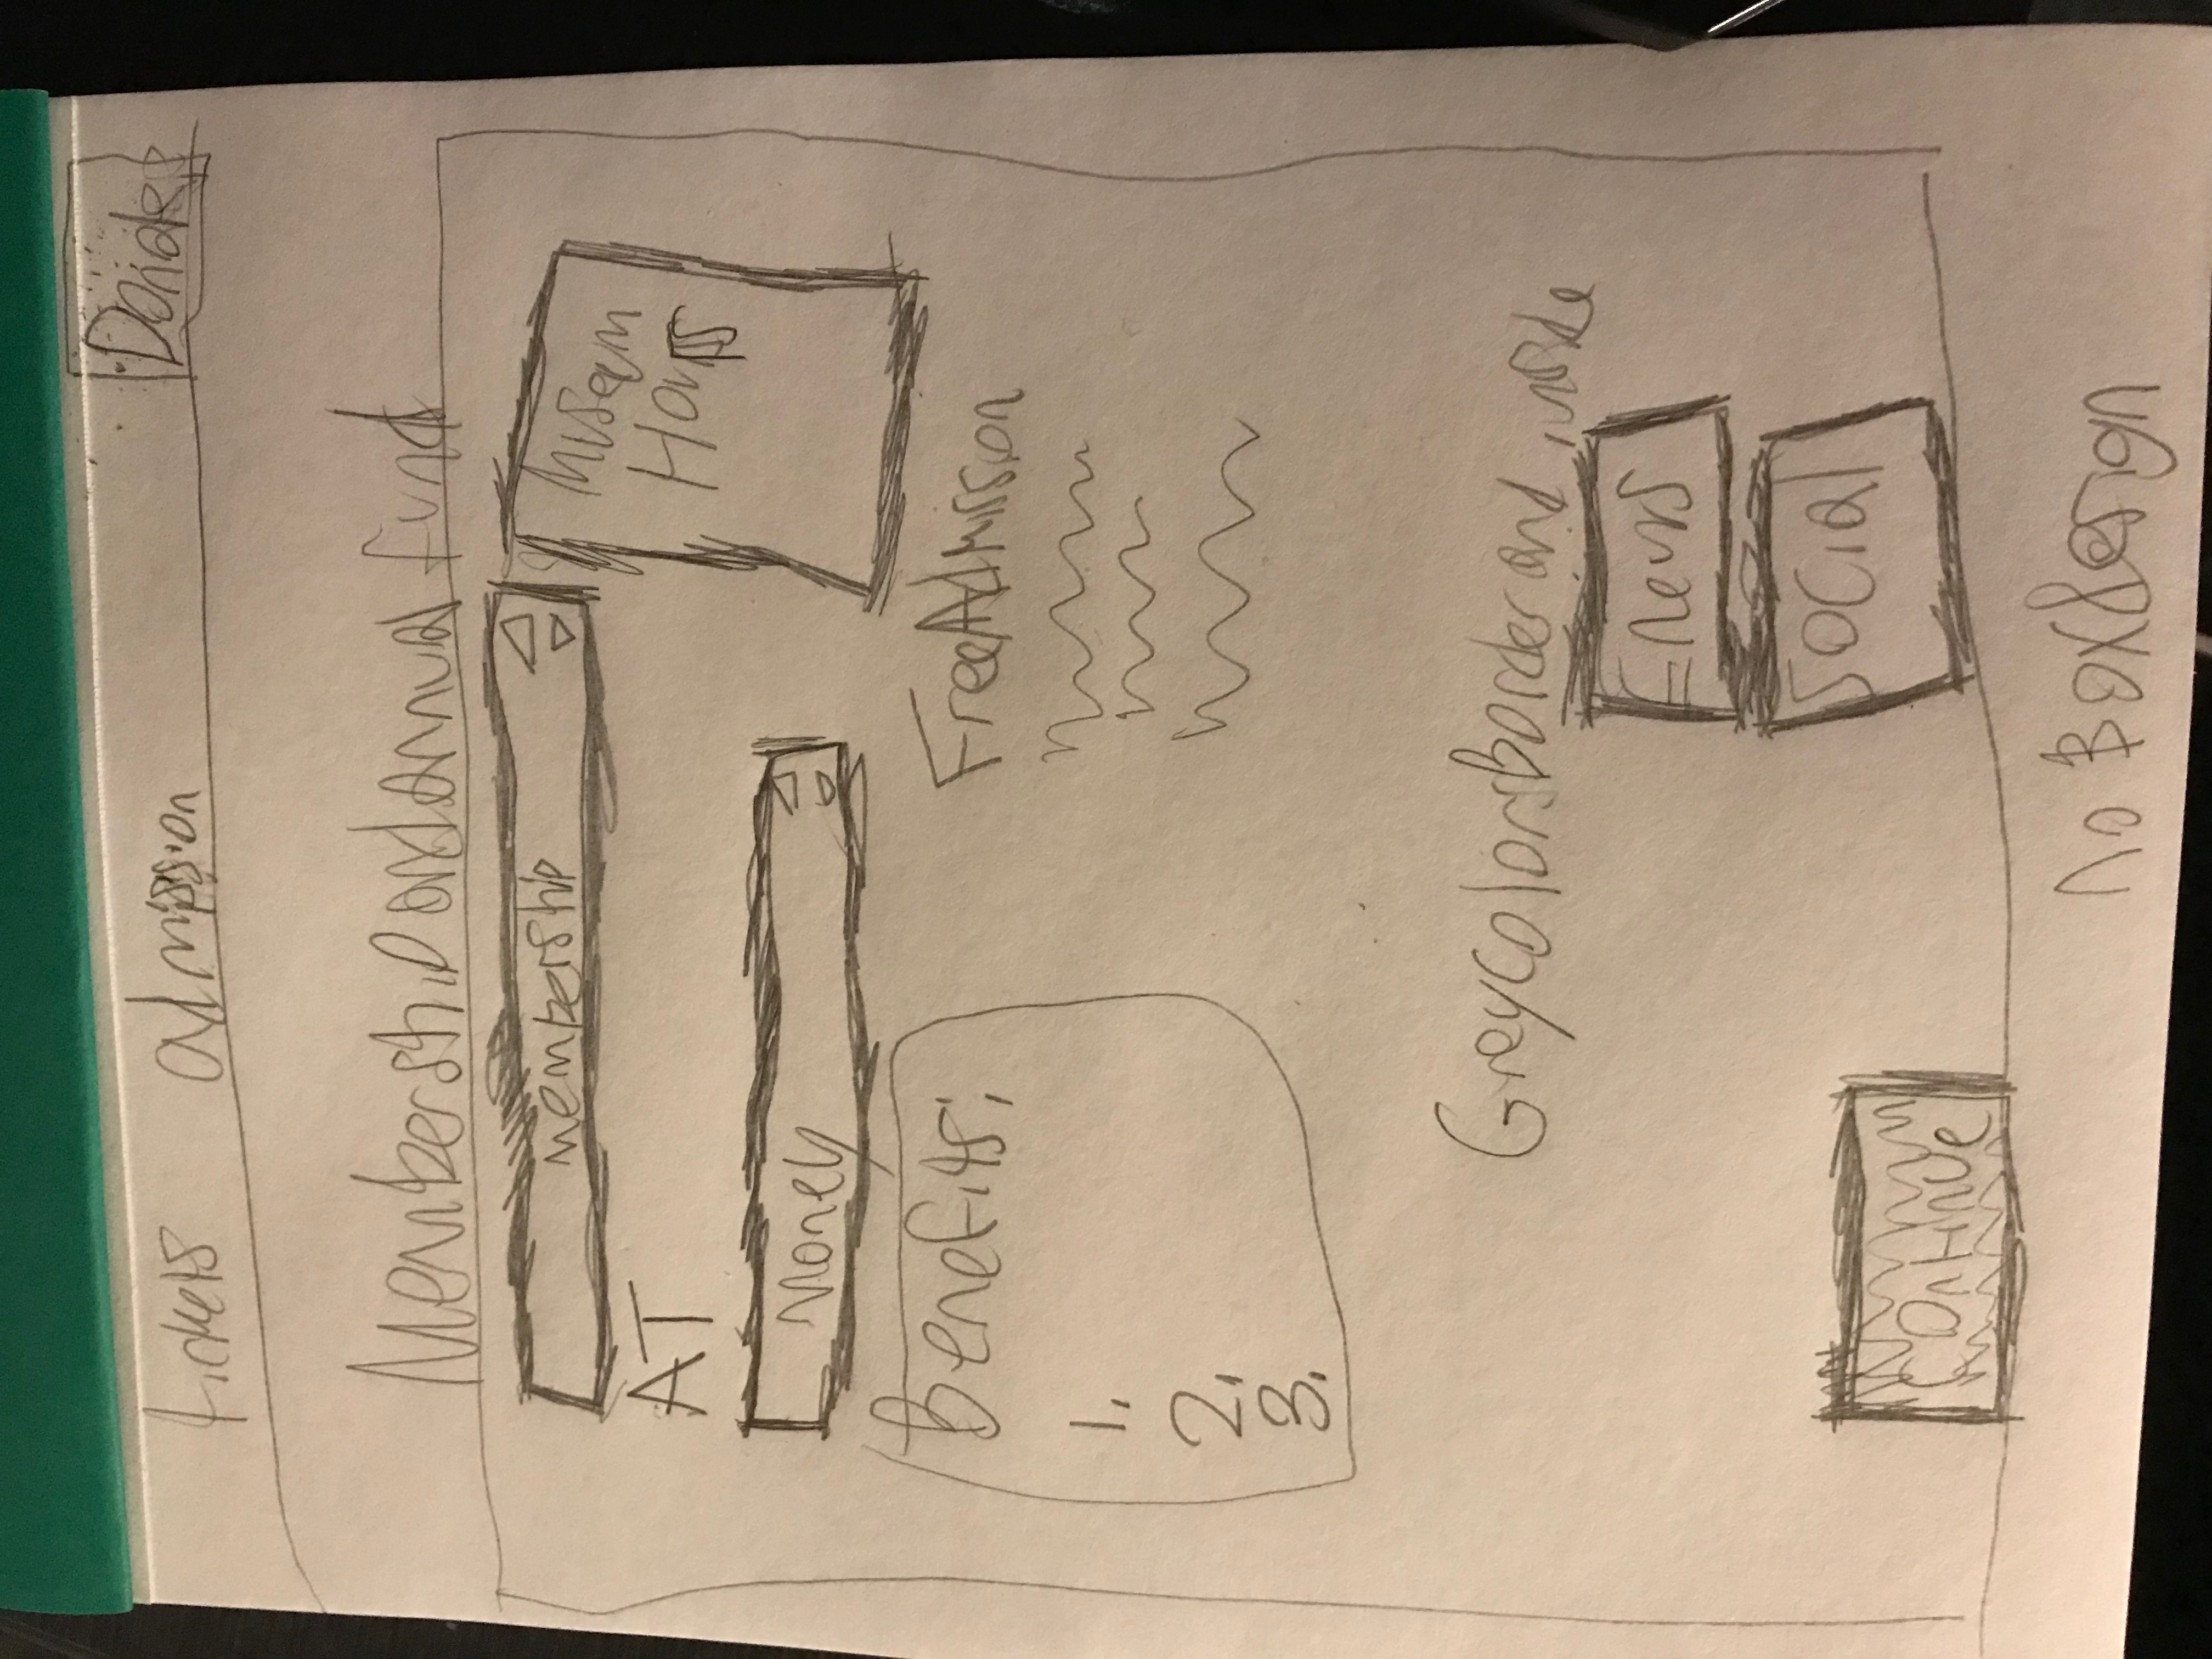 tickets admission Donate
Membership and annual fund
membership
Museum
Hours
AT
Money
Benefits:
1.
2.
3.
Free Admission
Grey colors Border and inside
Enews
Social
Continue
no Box design